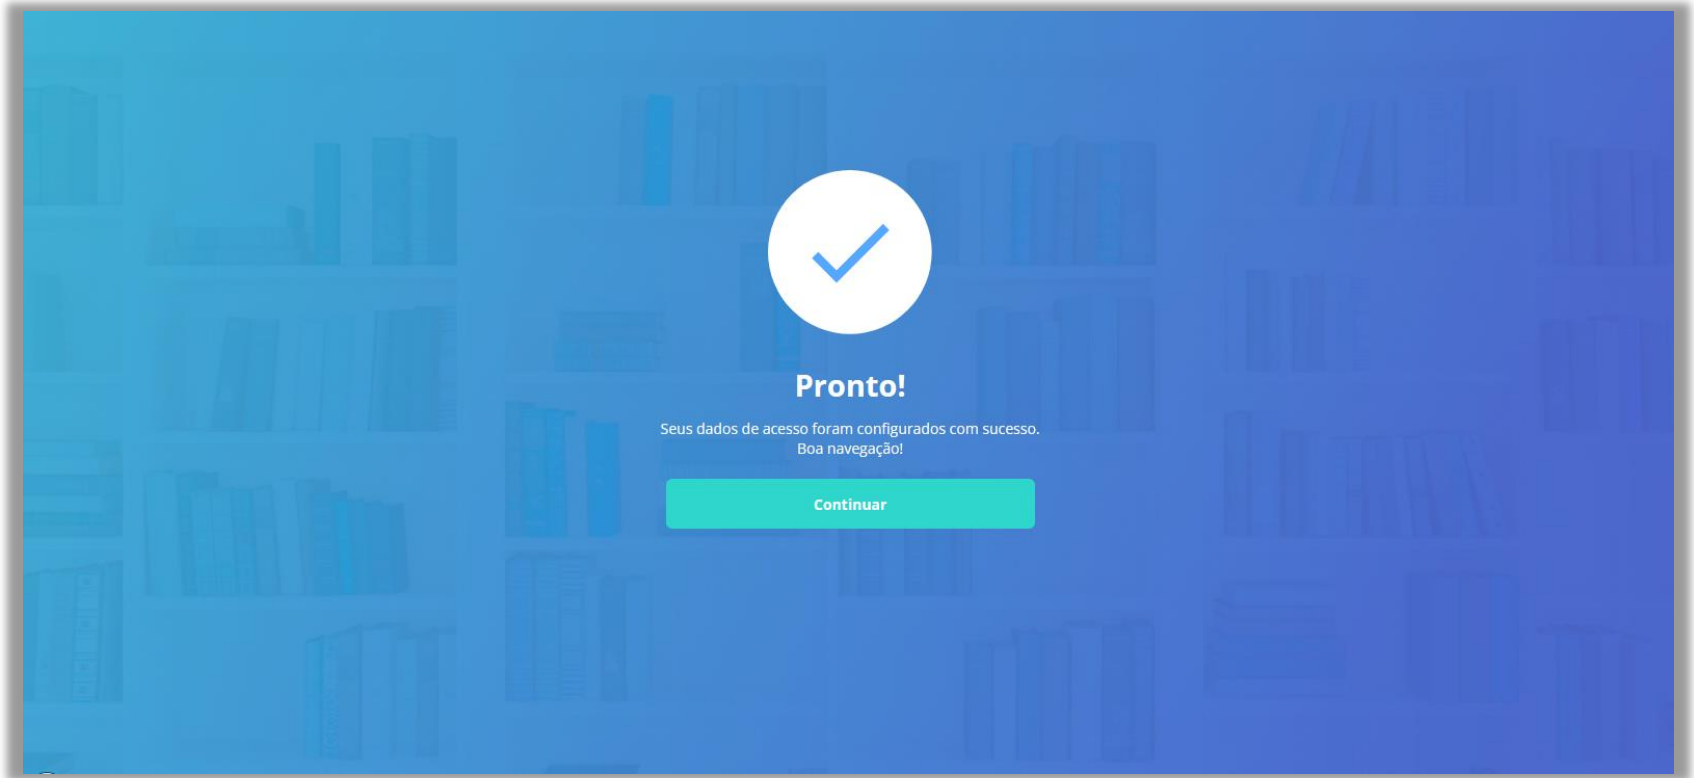 Pronto!
Seus dados de acesso foram configurados com sucesso.
Boa navegação!
Continuar